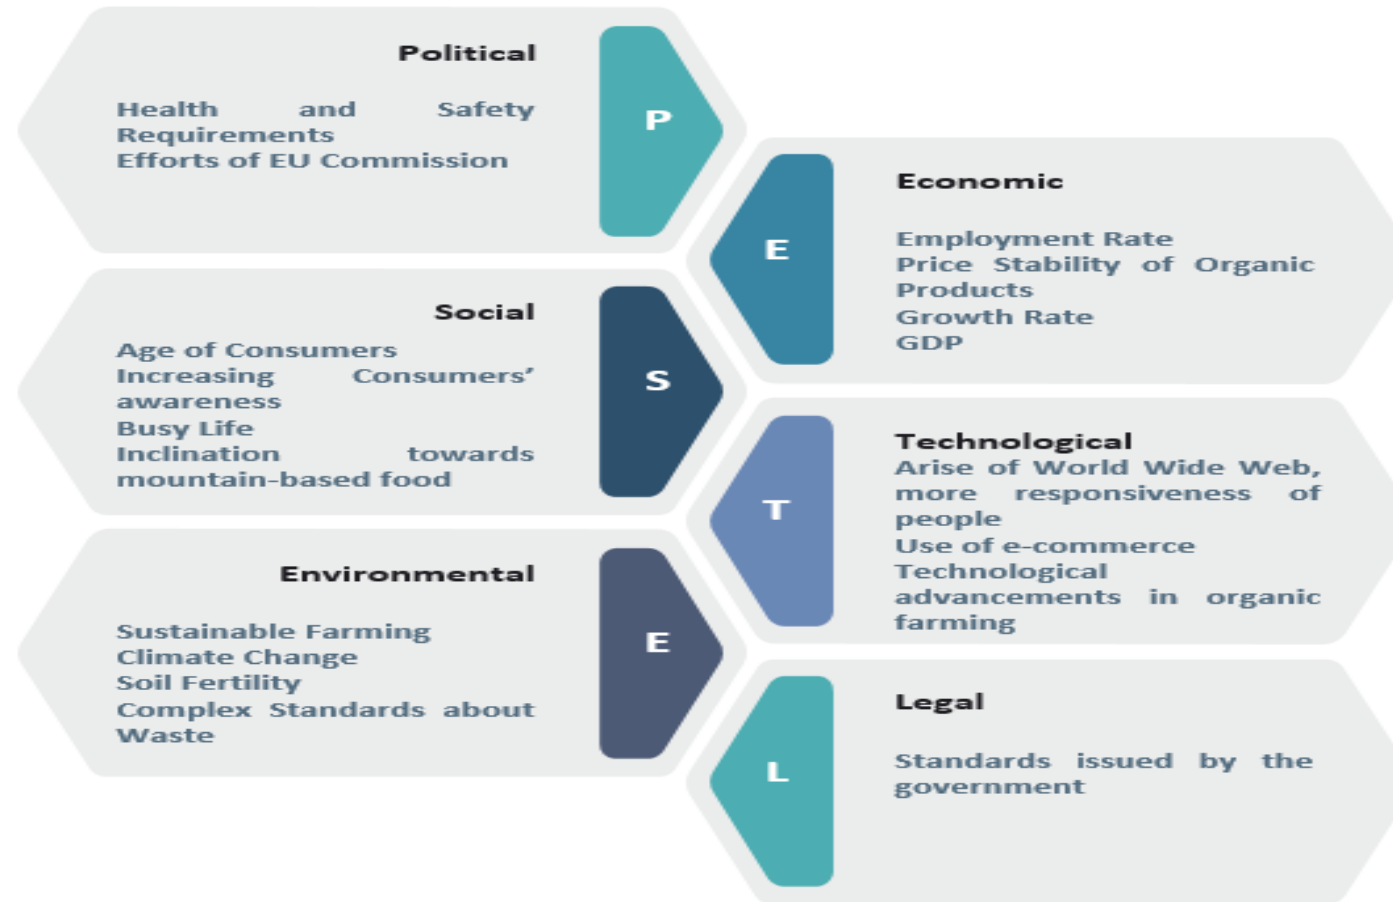 Political
Health and Safety
Requirements
Efforts of EU Commission
P
E
Economic
Employment Rate
Price Stability of Organic
Products
Growth Rate
GDP
Social
Age of Consumers
Increasing Consumers’
awareness
Busy Life
Inclination towards
mountain-based food
S
T
Technological
Arise of World Wide Web,
more responsiveness of
people
Use of e-commerce
Technological
advancements in organic
farming
Environmental
Sustainable Farming
Climate Change
Soil Fertility
Complex Standards about
Waste
E
L
Legal
Standards issued by the
government